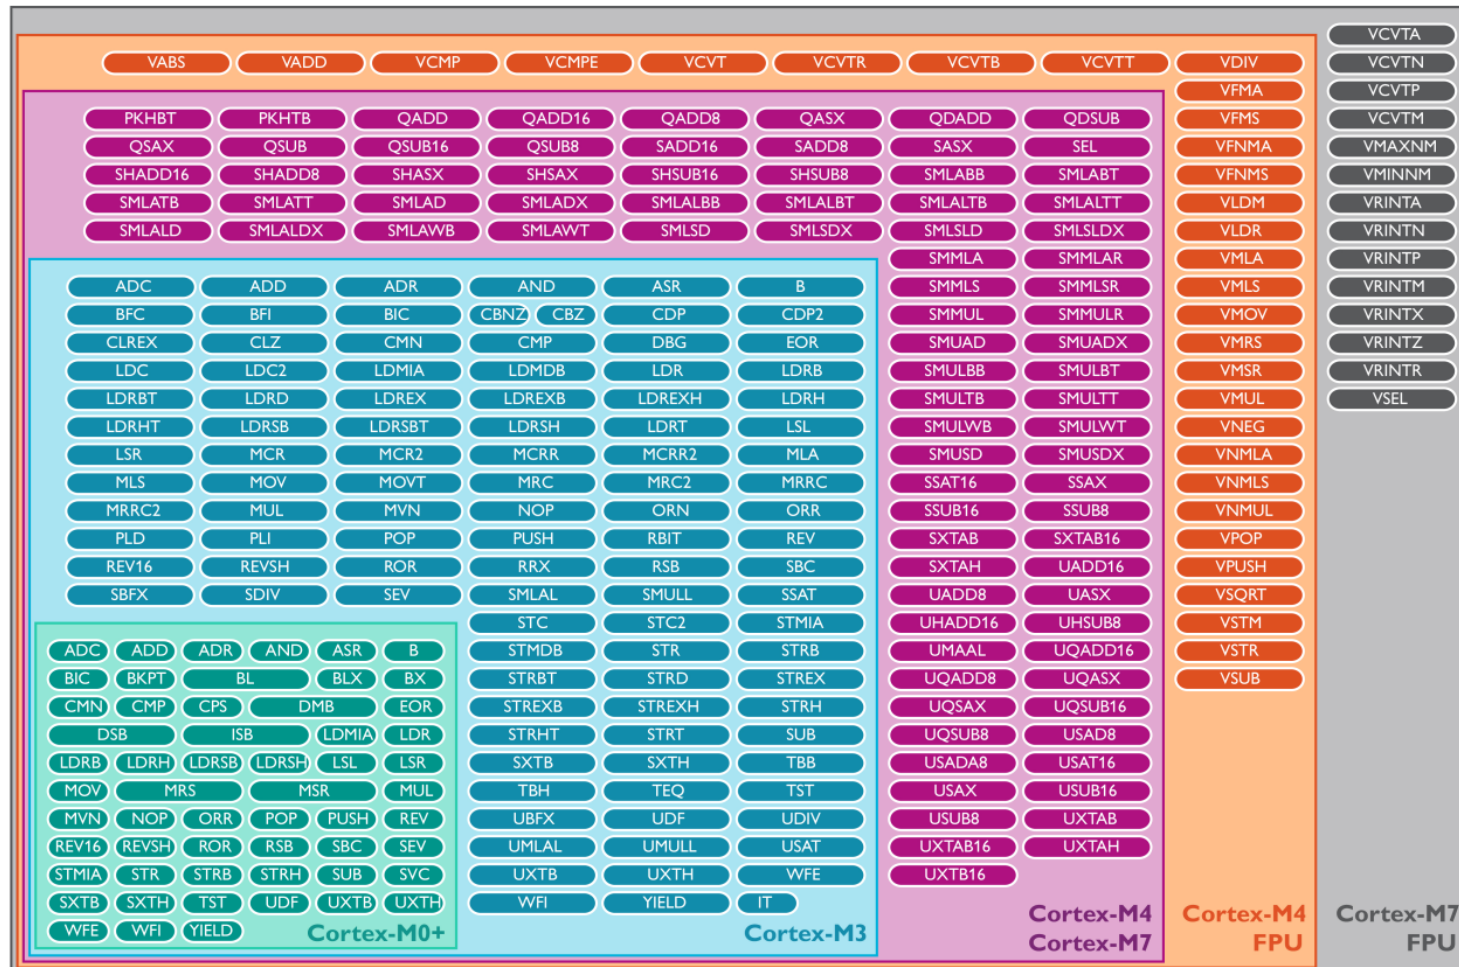 VCVTA
VABS VADD VCMP VCMPE VCVT VCVTR VCVTB VCVTT VDIV VCVTN
VFMA VCVTP
PKHBT PKHTB QADD QADD16 QADD8 QASX QDADD QDSUB VFMS VCVTM
QSAX QSUB QSUB16 QSUB8 SADD16 SADD8 SASX SEL VFNMA VMAXNM
SHADD16 SHADD8 SHASX SHSAX SHSUB16 SHSUB8 SMLABB SMLABT VFNMS VMINNM
SMLATB SMLATT SMLAD SMLADX SMLALBB SMLALBT SMLALTB SMLALTT VLDM VRINTA
SMLALD SMLALDX SMLAWB SMLAWT SMLSD SMLSDX SMLSLD SMLSLDX VLDR VRINTN
SMMLA SMMLAR VMLA VRINTP
ADC ADD ADR AND ASR B SMMLS SMMLSR VMLS VRINTM
BFC BFI BIC CBNZ CBZ CDP CDP2 SMMUL SMMULR VMOV VRINTX
CLREX CLZ CMN CMP DBG EOR SMUAD SMUADX VMRS VRINTZ
LDC LDC2 LDMIA LDMDB LDR LDRB SMULBB SMULBT VMSR VRINTR
LDRBT LDRD LDREX LDREXB LDREXH LDRH SMULTB SMULTT VMUL VSEL
LDRHT LDRSB LDRSBT LDRSH LDRT LSL SMULWB SMULWT VNEG
LSR MCR MCR2 MCRR MCRR2 MLA SMUSD SMUSDX VNMLA
MLS MOV MOVT MRC MRC2 MRRC SSAT16 SSAX VNMLS
MRRC2 MUL MVN NOP ORN ORR SSUB16 SSUB8 VNMUL
PLD PLI POP PUSH RBIT REV SXTAB SXTAB16 VPOP
REV16 REVSH ROR RRX RSB SBC SXTAH UADD16 VPUSH
SBFX SDIV SEV SMLAL SMULL SSAT UADD8 UASX VSQRT
STC STC2 STMIA UHADD16 UHSUB8 VSTM
ADC ADD ADR AND ASR B STMDB STR STRB UMAAL UQADD16 VSTR
BIC BKPT BL BLX BX STRBT STRD STREX UQADD8 UQASX VSUB
CMN CMP CPS DMB EOR STREXB STREXH STRH UQSAX UQSUB16
DSB ISB LDMIA LDR STRHT STRT SUB UQSUB8 USAD8
LDRB LDRH LDRSB LDRSH LSL LSR SXTB SXTH TBB USADA8 USAT16
MOV MRS MSR MUL TBH TEQ TST USAX USUB16
MVN NOP ORR POP PUSH REV UBFX UDF UDIV USUB8 UXTAB
REV16 REVSH ROR RSB SBC SEV UMLAL UMULL USAT UXTAB16 UXTAH
STMIA STR STRB STRH SUB SVC UXTB UXTH WFE UXTB16
SXTB SXTH TST UDF UXTB UXTH WFI YIELD IT Cortex-M4 Cortex-M4 Cortex-M7
WFE WFI YIELD Cortex-M0+ Cortex-M3 Cortex-M7 FPU FPU